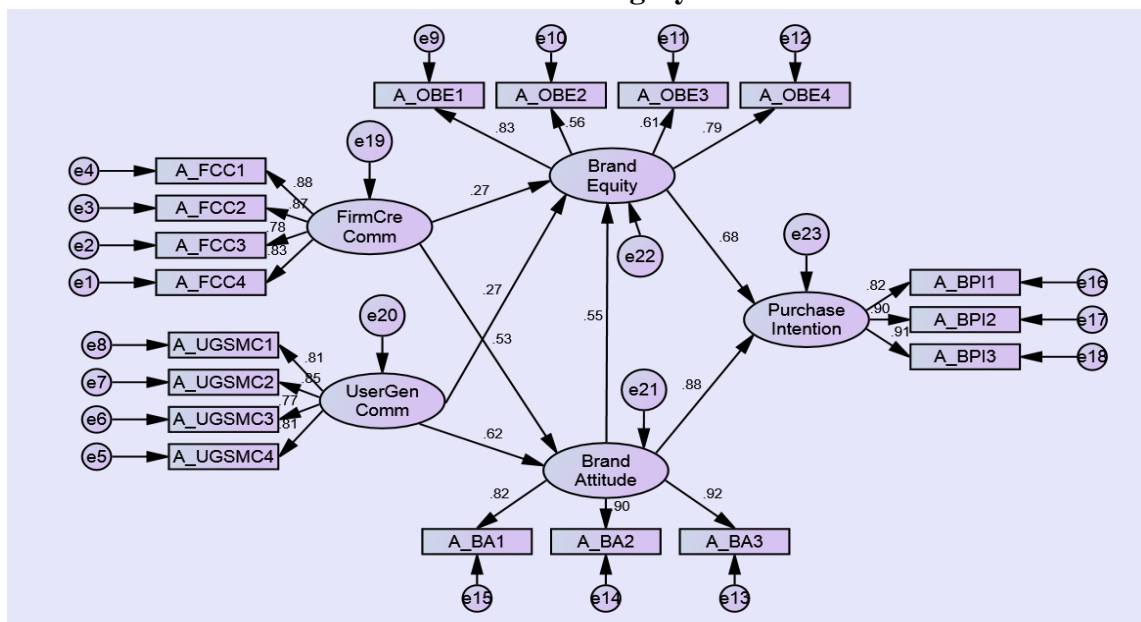 e9 e10 e11 e12
A_OBE1 A_OBE2 A_OBE3 A_OBE4
.83 .56 .61 .79
e19
Brand
Equity
e4 A_FCC1
.88
e3 A_FCC2
.87
e2 A_FCC3
.78
e1 A_FCC4
.83
FirmCre
Comm
.27
e22
.68
e23
.27
.53
.55
Purchase
Intention
.82 A_BPI1 e16
.90 A_BPI2 e17
.91 A_BPI3 e18
e20
e8 A_UGSMC1
.81
e7 A_UGSMC2
.85
e6 A_UGSMC3
.77
e5 A_UGSMC4
.81
UserGen
Comm
.62
e21
.88
Brand
Attitude
.82 .90 .92
A_BA1 A_BA2 A_BA3
e15 e14 e13